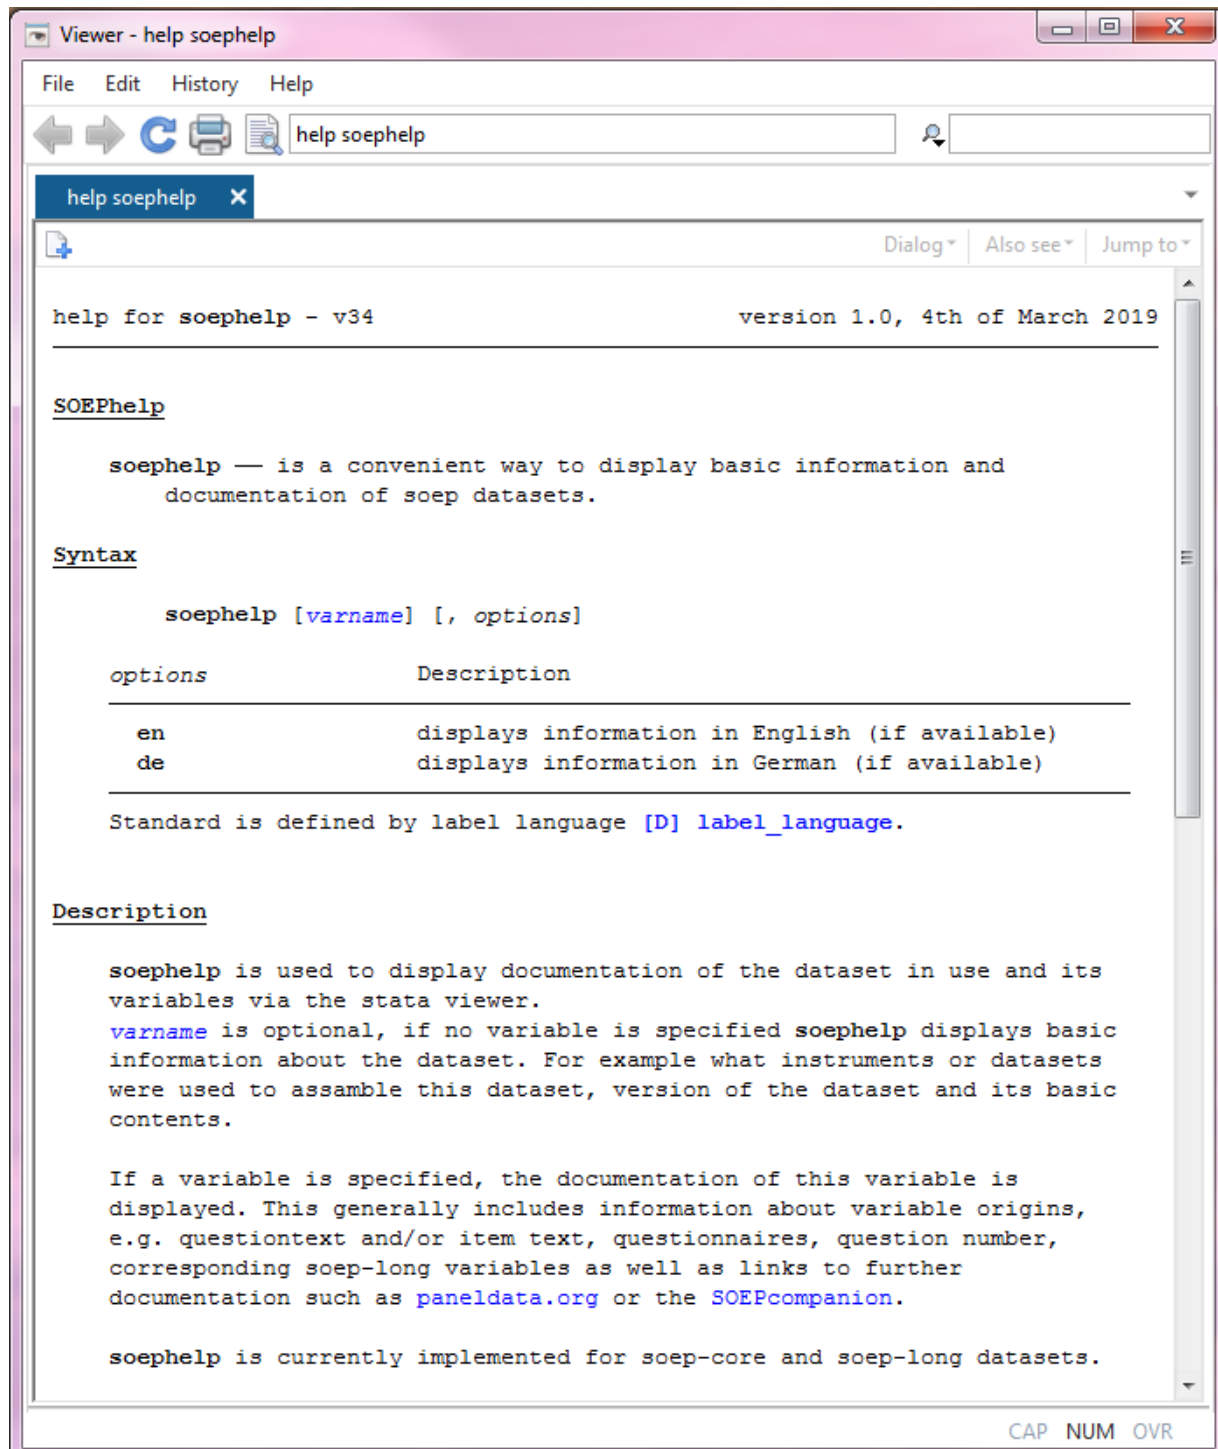 Viewer - help soephelp
File Edit History Help
help soephelp
help soephelp
Dialog Also see Jump to
help for soephelp - v34 version 1.0, 4th of March 2019
SOEPhelp
soephelp — is a convenient way to display basic information and
documentation of soep datasets.
Syntax
soephelp [varname] [, options]
options Description
en displays information in English (if available)
de displays information in German (if available)
Standard is defined by label language [D] label_language.
Description
soephelp is used to display documentation of the dataset in use and its
variables via the stata viewer.
varname is optional, if no variable is specified soephelp displays basic
information about the dataset. For example what instruments or datasets
were used to assamble this dataset, version of the dataset and its basic
contents.
If a variable is specified, the documentation of this variable is
displayed. This generally includes information about variable origins,
e.g. questiontext and/or item text, questionnaires, question number,
corresponding soep-long variables as well as links to further
documentation such as paneldata.org or the SOEPcompanion.
soephelp is currently implemented for soep-core and soep-long datasets.
CAP NUM OVR